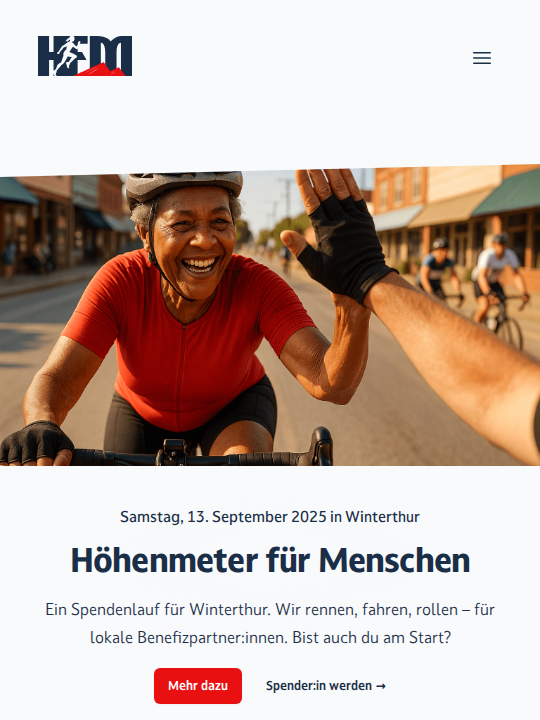 HFM
Samstag, 13. September 2025 in Winterthur
Höhenmeter für Menschen
Ein Spendenlauf für Winterthur. Wir rennen, fahren, rollen – für
lokale Benefizpartner:innen. Bist auch du am Start?
Mehr dazu
Spender:in werden →